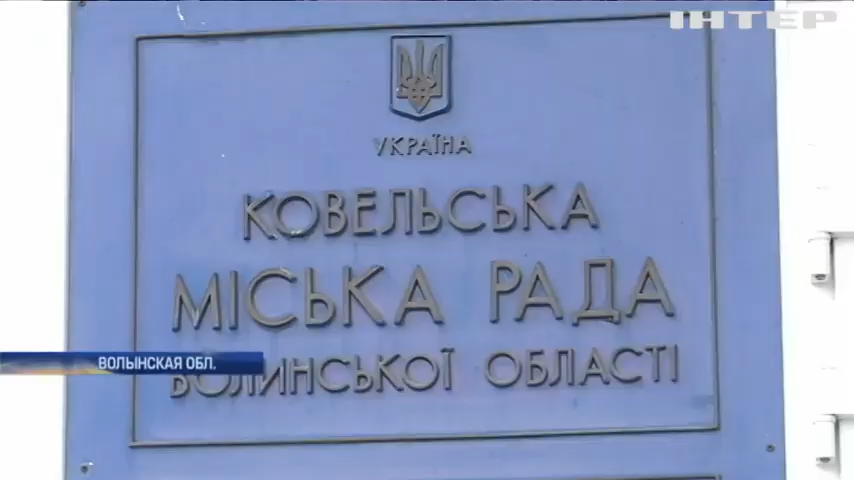 ІНТЕР
УКРАЇНА
КОВЕЛЬСЬКА
МІСЬКА РАДА
ВОЛЫНСКАЯ ОБЛ.
ВОЛИНСЬКОЇ ОБЛАСТІ